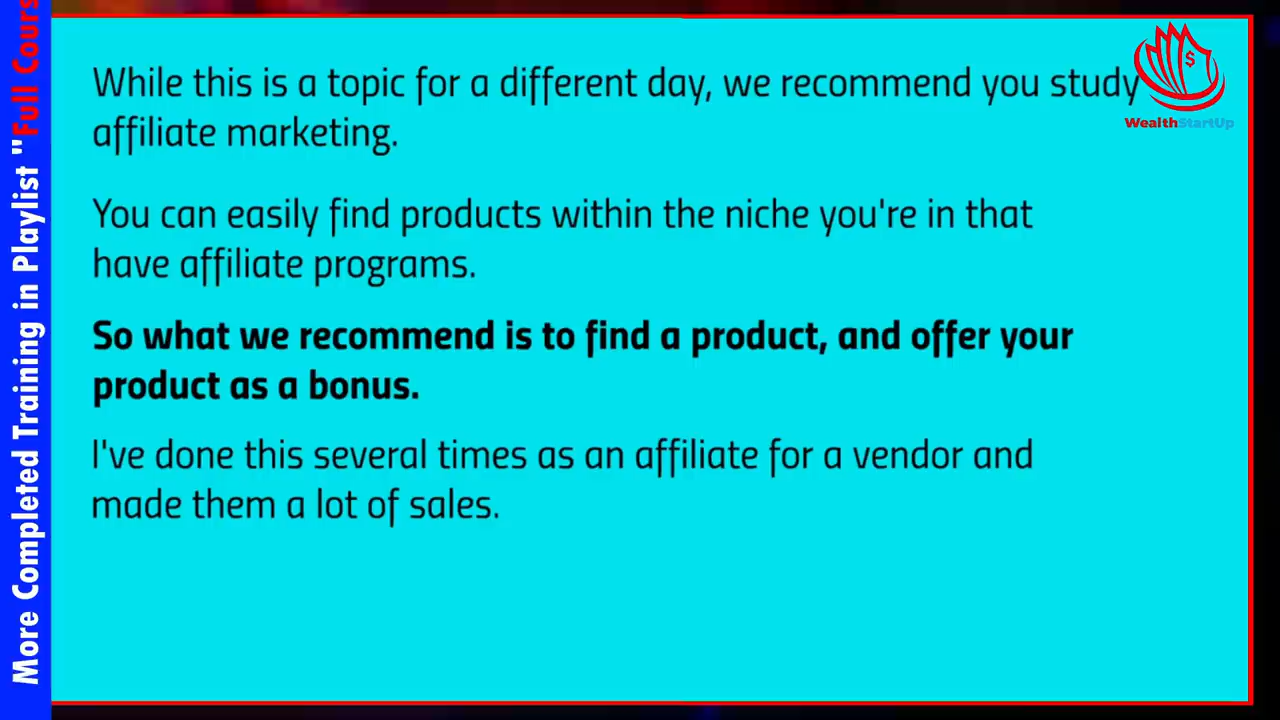 More Completed Training in Playlist "Full Cours
While this is a topic for a different day, we recommend you study
affiliate marketing.
You can easily find products within the niche you're in that
have affiliate programs.
So what we recommend is to find a product, and offer your
product as a bonus.
I've done this several times as an affiliate for a vendor and
made them a lot of sales.
$
WealthStartUp